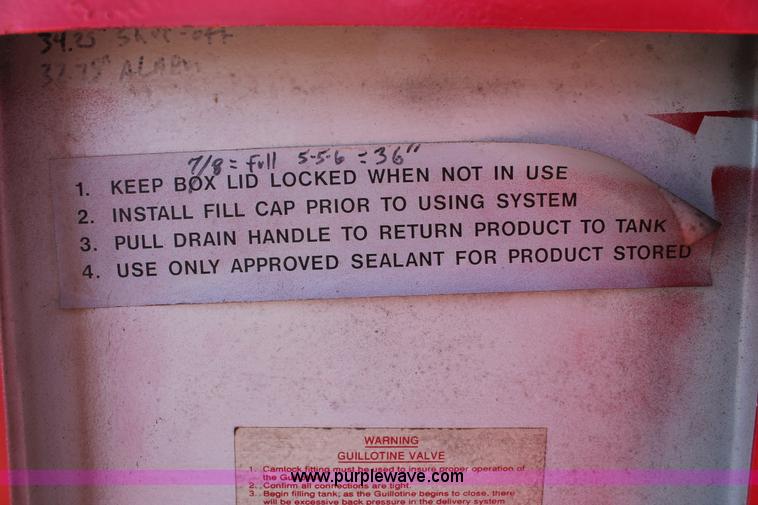 34.25" Shut-off
32.75" ALARM
7/8 = full 5-5-6 = 36"
1. KEEP BOX LID LOCKED WHEN NOT IN USE
2. INSTALL FILL CAP PRIOR TO USING SYSTEM
3. PULL DRAIN HANDLE TO RETURN PRODUCT TO TANK
4. USE ONLY APPROVED SEALANT FOR PRODUCT STORED
WARNING
GUILLOTINE VALVE
1. Camlock fitting must be used to insure proper operation of
the
www.purplewave.com
2. Confirm all connections are tight.
3. Begin filling tank, as the Guillotine begins to close, there
will be excessive back pressure in the delivery system